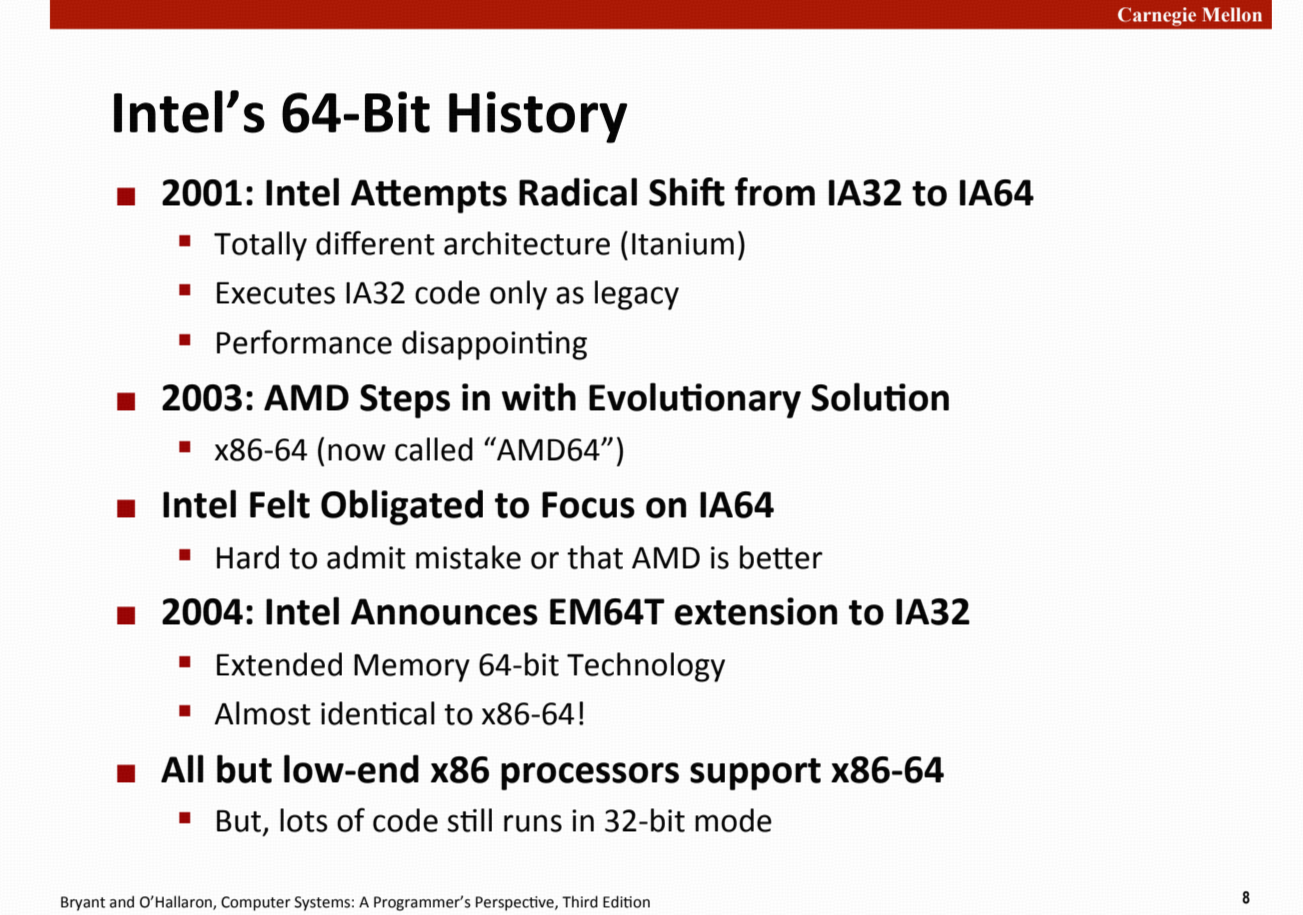 Carnegie Mellon
Intel’s 64-Bit History
■ 2001: Intel Attempts Radical Shift from IA32 to IA64
▪ Totally different architecture (Itanium)
▪ Executes IA32 code only as legacy
▪ Performance disappointing
■ 2003: AMD Steps in with Evolutionary Solution
▪ x86-64 (now called “AMD64”)
■ Intel Felt Obligated to Focus on IA64
▪ Hard to admit mistake or that AMD is better
■ 2004: Intel Announces EM64T extension to IA32
▪ Extended Memory 64-bit Technology
▪ Almost identical to x86-64!
■ All but low-end x86 processors support x86-64
▪ But, lots of code still runs in 32-bit mode
Bryant and O’Hallaron, Computer Systems: A Programmer’s Perspective, Third Edition
8